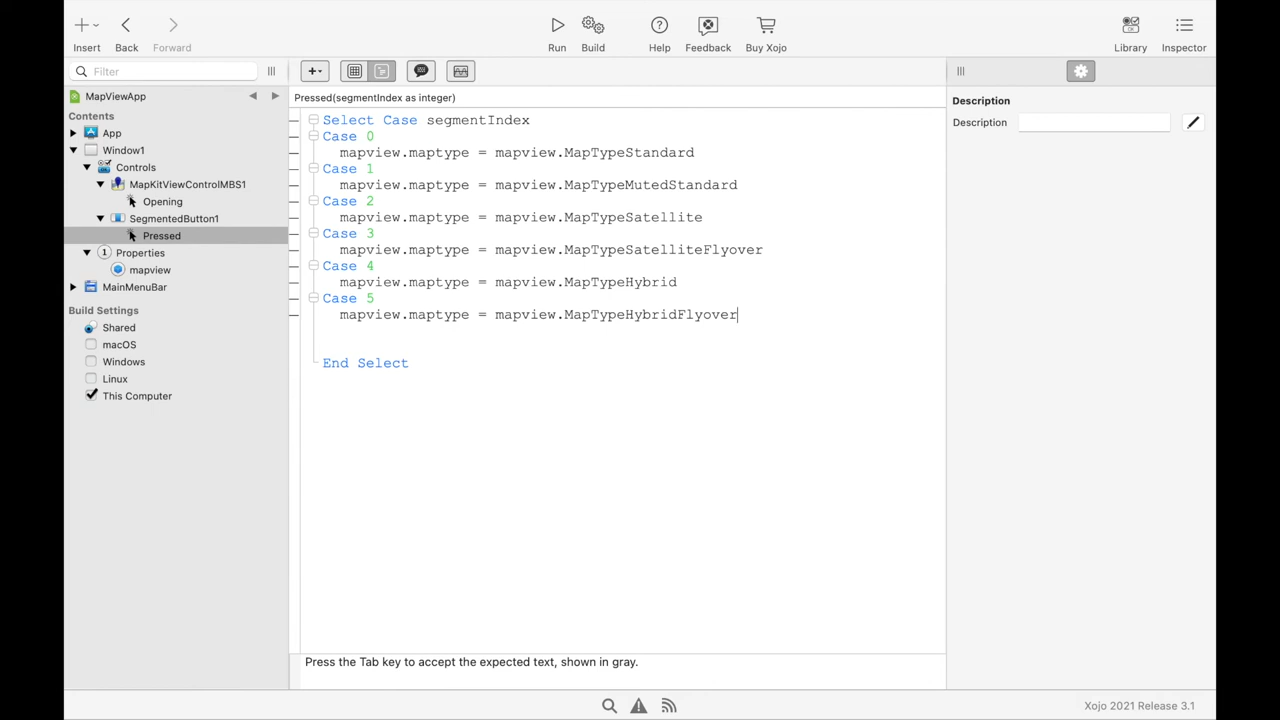 Insert
Back
Forward
Run
Build
Help
Feedback
Buy Xojo
Library
Inspector
Filter
MapViewApp
Contents
App
Window1
Controls
MapKitViewControlMBS1
Opening
SegmentedButton1
Pressed
Properties
mapview
MainMenuBar
Build Settings
Shared
macOS
Windows
Linux
This Computer
Pressed(segmentIndex as integer)
Select Case segmentIndex
Case 0
mapview.maptype = mapview.MapTypeStandard
Case 1
mapview.maptype = mapview.MapTypeMutedStandard
Case 2
mapview.maptype = mapview.MapTypeSatellite
Case 3
mapview.maptype = mapview.MapTypeSatelliteFlyover
Case 4
mapview.maptype = mapview.MapTypeHybrid
Case 5
mapview.maptype = mapview.MapTypeHybridFlyover
End Select
Press the Tab key to accept the expected text, shown in gray.
Description
Description
Xojo 2021 Release 3.1